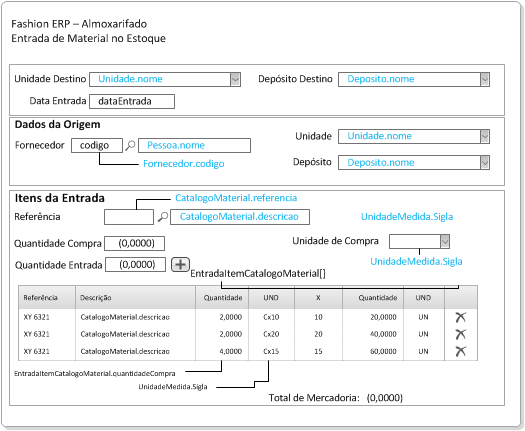 Fashion ERP – Almoxarifado
Entrada de Material no Estoque
Unidade Destino Unidade.nome Depósito Destino Deposito.nome
Data Entrada dataEntrada
Dados da Origem
Fornecedor codigo Pessoa.nome Unidade Unidade.nome
Fornecedor.codigo Depósito Deposito.nome
Itens da Entrada CatalogoMaterial.referencia
Referência CatalogoMaterial.descricao UnidadeMedida.Sigla
Quantidade Compra (0,0000) Unidade de Compra
Quantidade Entrada (0,0000) UnidadeMedida.Sigla
EntradaItemCatalogoMaterial[]
Referência Descrição Quantidade UND X Quantidade UND
XY 6321 CatalogoMaterial.descricao 2,0000 Cx10 10 20,0000 UN
XY 6321 CatalogoMaterial.descricao 2,0000 Cx20 20 40,0000 UN
XY 6321 CatalogoMaterial.descricao 4,0000 Cx15 15 60,0000 UN
EntradaItemCatalogoMaterial.quantidadeCompra
UnidadeMedida.Sigla
Total de Mercadoria: (0,0000)